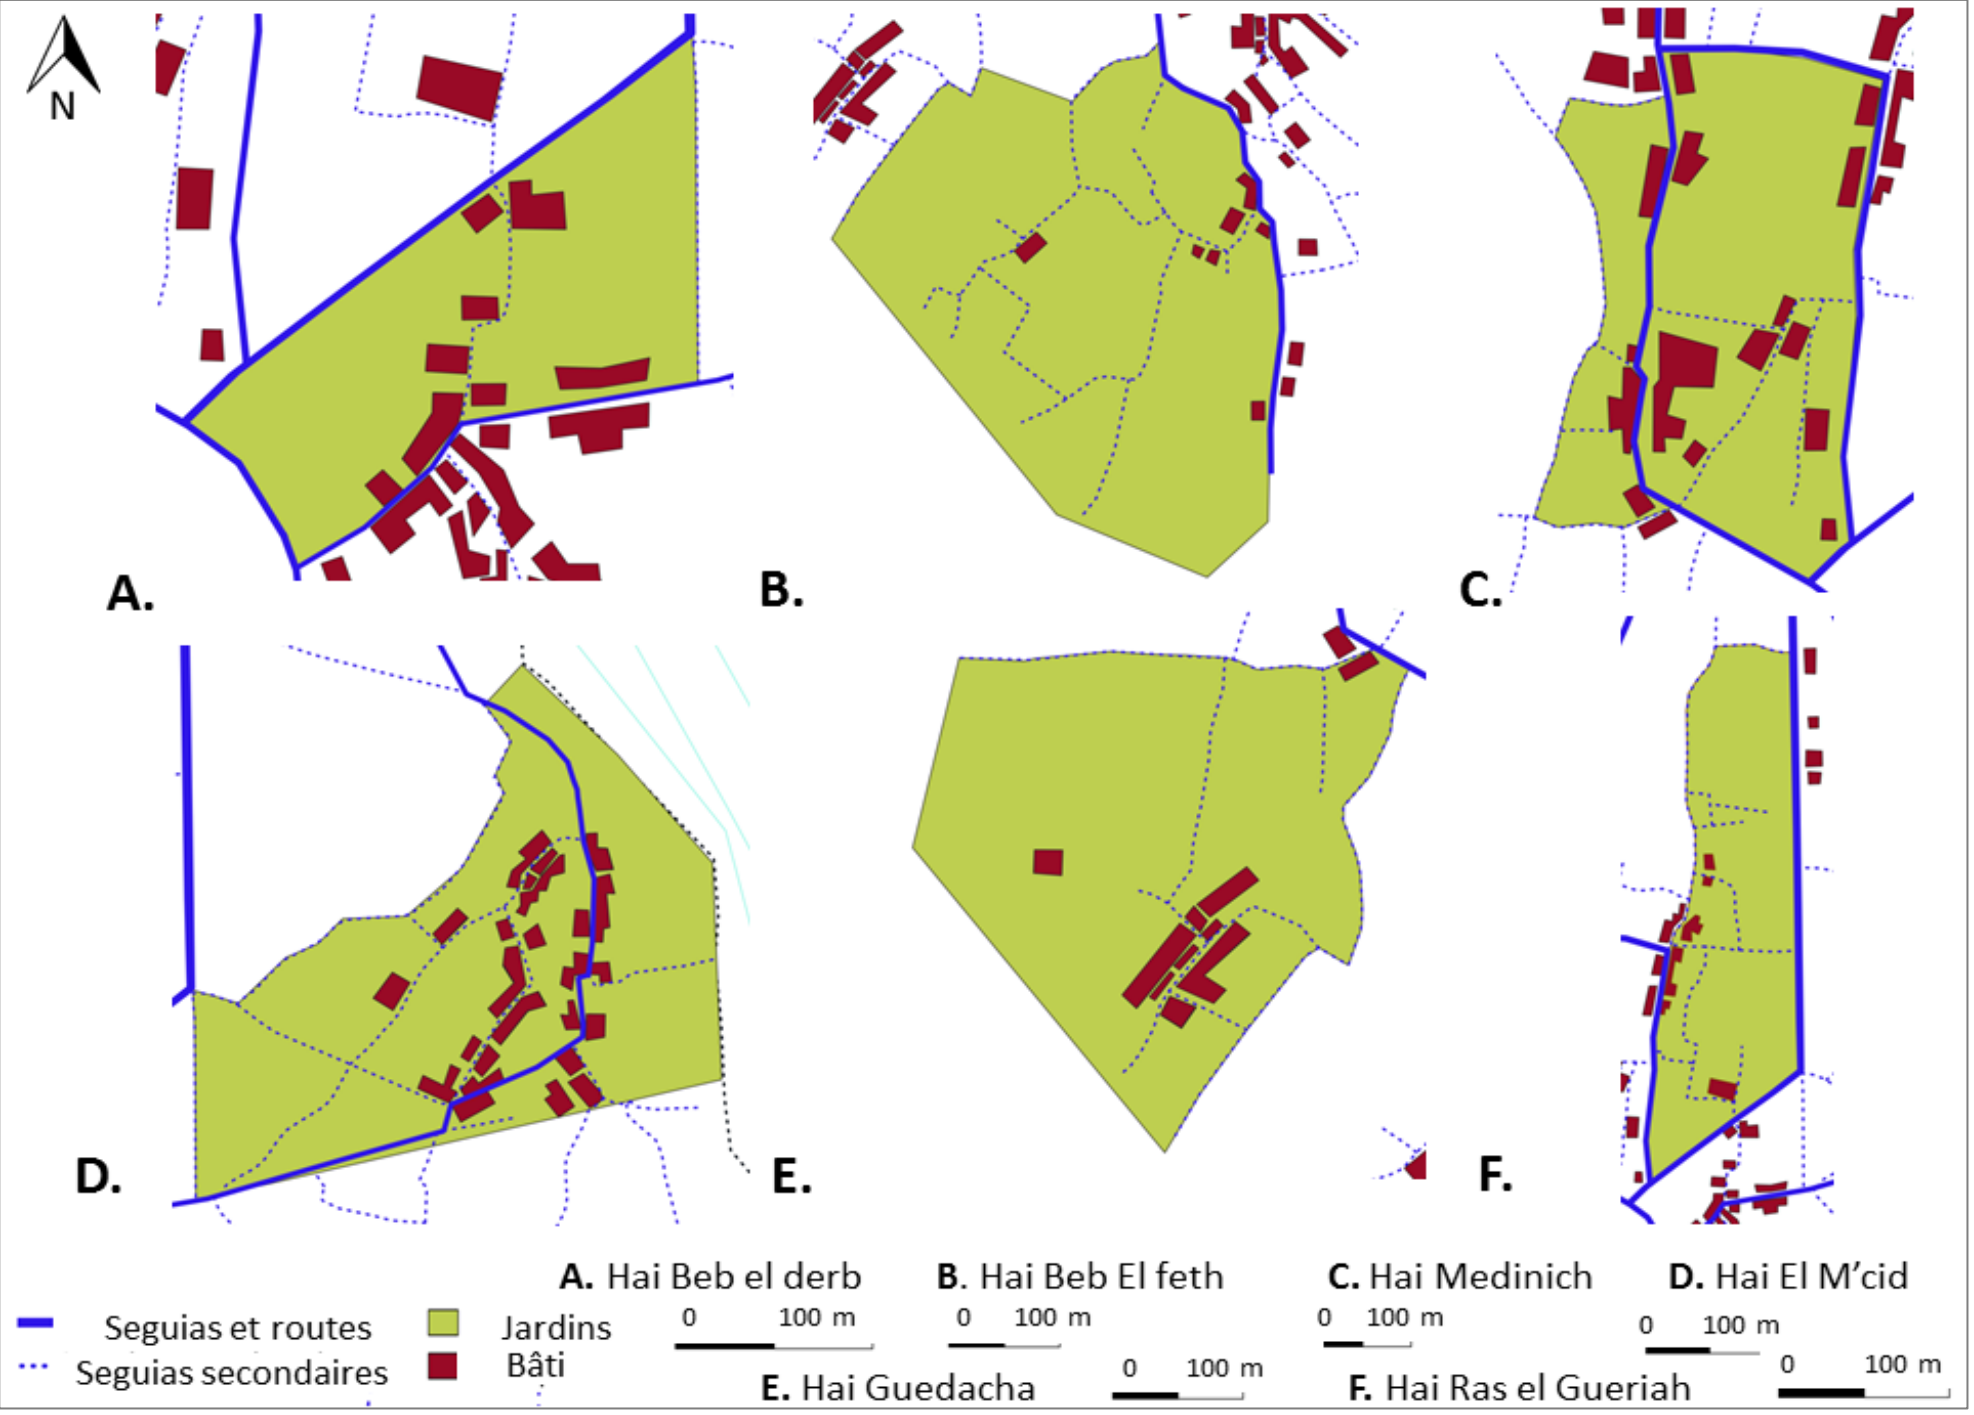 N
A.
B.
C.
D.
E.
F.
A. Hai Beb el derb
B. Hai Beb El feth
C. Hai Medinich
D. Hai El M’cid
0 100 m
0 100 m
0 100 m
0 100 m
Seguias et routes
Jardins
Seguias secondaires
Bâti
E. Hai Guedacha
0 100 m
F. Hai Ras el Gueriah
0 100 m